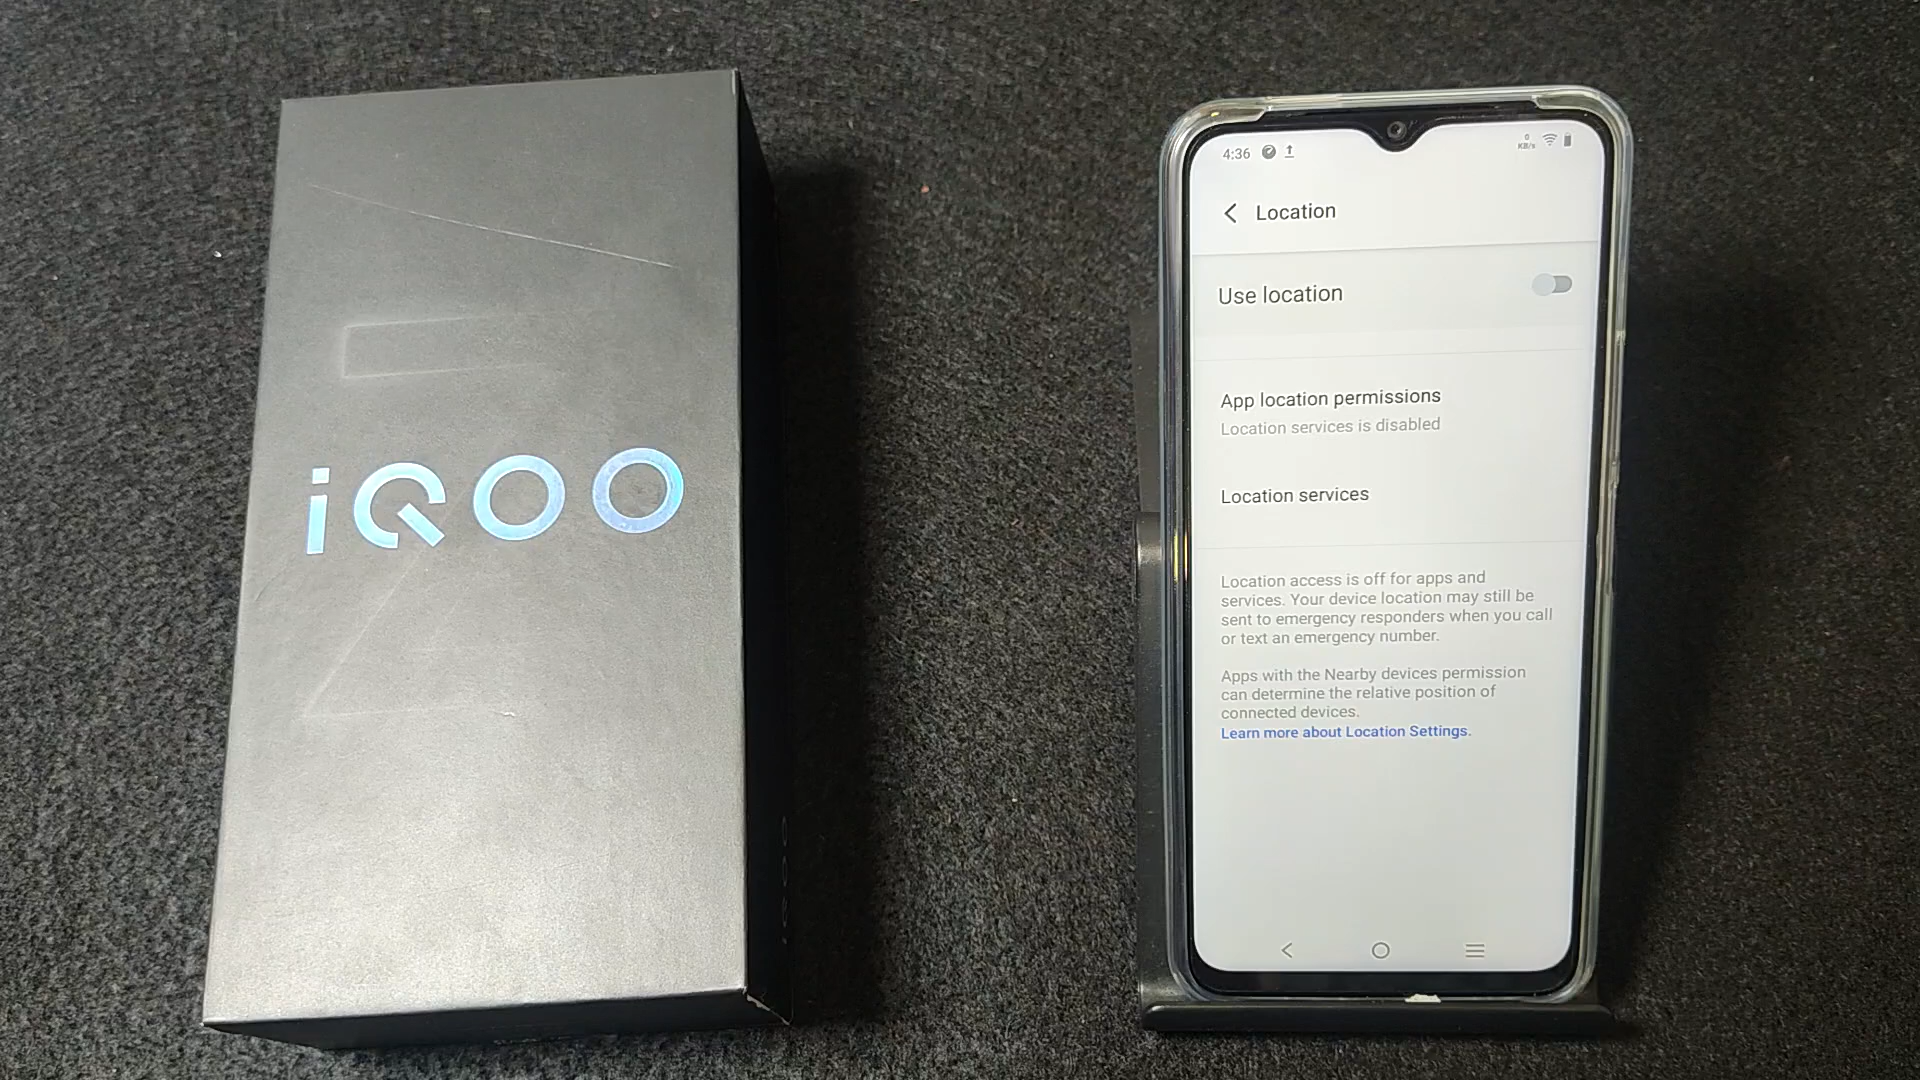 iQOO
4:36
0
KB/s
Location
Use location
App location permissions
Location services is disabled
Location services
Location access is off for apps and
services. Your device location may still be
sent to emergency responders when you call
or text an emergency number.
Apps with the Nearby devices permission
can determine the relative position of
connected devices.
Learn more about Location Settings.